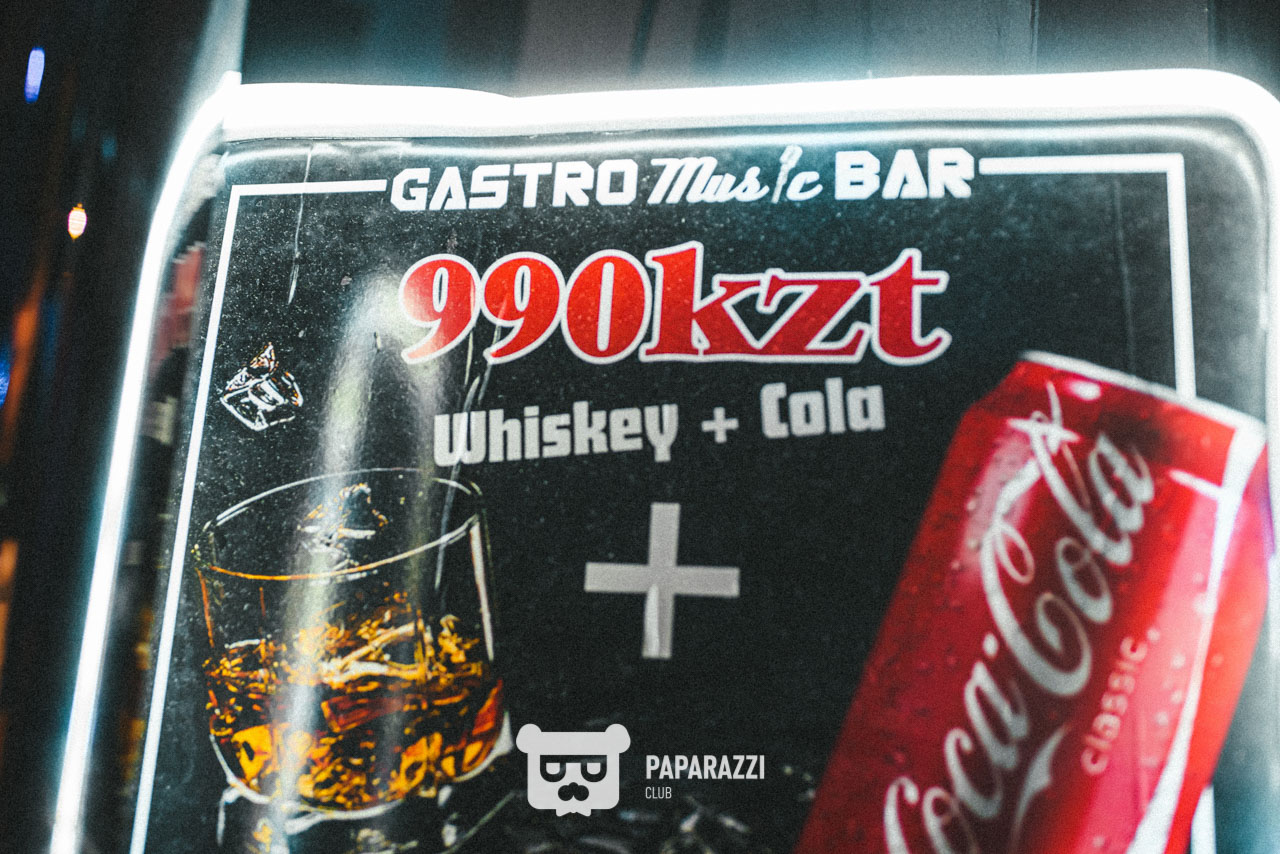 GASTRO Music BAR
990kzt
Whiskey + Cola
+
Coca-Cola
classic.
PAPARAZZI
CLUB